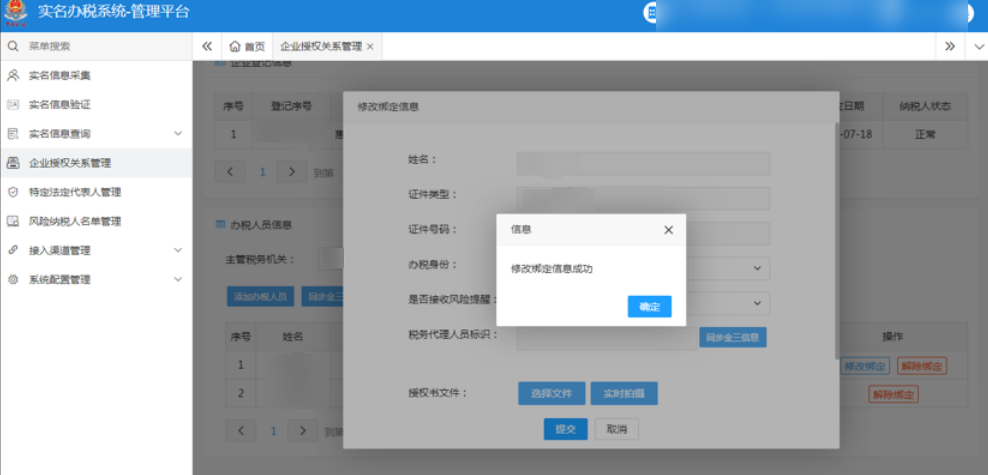 实名办税系统-管理平台
菜单搜索
首页
企业授权关系管理
实名信息采集
实名信息验证
实名信息查询
企业授权关系管理
特定法定代表人管理
风险纳税人名单管理
接入渠道管理
系统配置管理
企业登记信息
序号 登记序号 日期 纳税人状态
1 -07-18 正常
1 到第
办税人员信息
主管税务机关：
添加办税人员 同步金三
序号 姓名 操作
1 修改绑定 解除绑定
2 解除绑定
1 到第
修改绑定信息
姓名：
证件类型：
证件号码：
办税身份：
是否接收风险提醒：
税务代理人员标识： 同步金三信息
授权书文件： 选择文件 实时拍摄
提交 取消
信息
修改绑定信息成功
确定